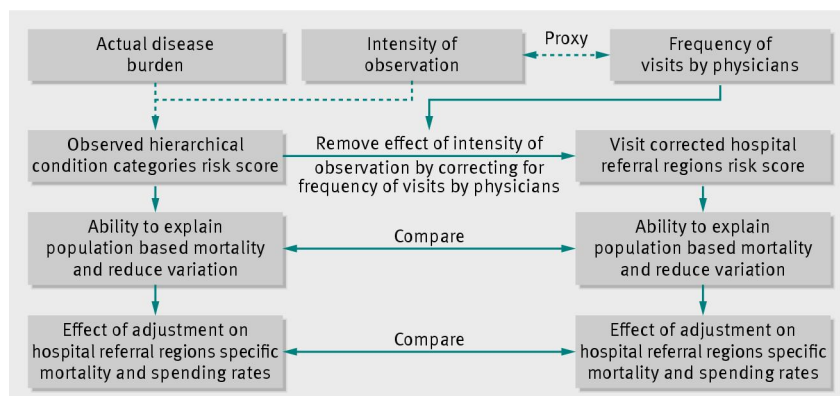 Actual disease
burden
Intensity of
observation
Proxy
Frequency of
visits by physicians
Observed hierarchical
condition categories risk score
Remove effect of intensity of
observation by correcting for
frequency of visits by physicians
Visit corrected hospital
referral regions risk score
Ability to explain
population based mortality
and reduce variation
Compare
Ability to explain
population based mortality
and reduce variation
Effect of adjustment on
hospital referral regions specific
mortality and spending rates
Compare
Effect of adjustment on
hospital referral regions specific
mortality and spending rates